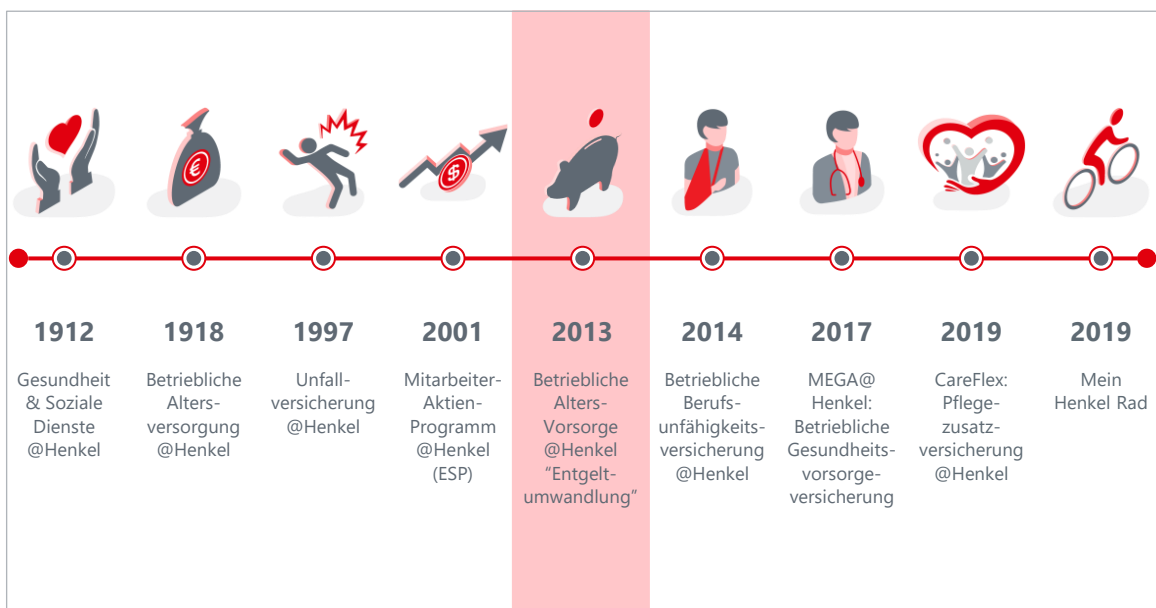 €
$
1912
Gesundheit
& Soziale
Dienste
@Henkel
1918
Betriebliche
Alters-
versorgung
@Henkel
1997
Unfall-
versicherung
@Henkel
2001
Mitarbeiter-
Aktien-
Programm
@Henkel
(ESP)
2013
Betriebliche
Alters-
Vorsorge
@Henkel
“Entgelt-
umwandlung”
2014
Betriebliche
Berufs-
unfähigkeits-
versicherung
@Henkel
2017
MEGA@
Henkel:
Betriebliche
Gesundheits-
vorsorge-
versicherung
2019
CareFlex:
Pflege-
zusatz-
versicherung
@Henkel
2019
Mein
Henkel Rad